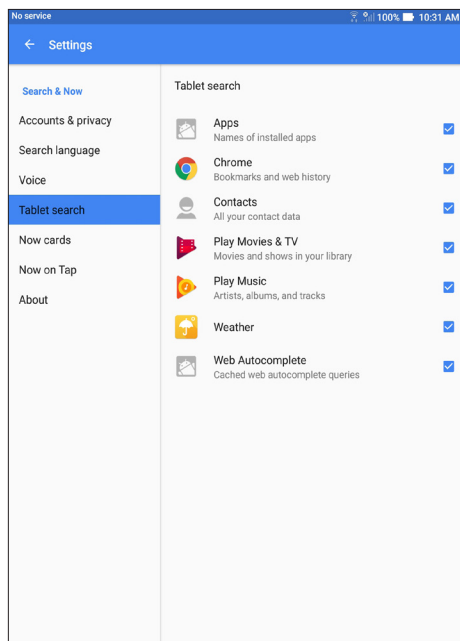 No service
100% 10:31 AM
Settings
Search & Now
Accounts & privacy
Search language
Voice
Tablet search
Now cards
Now on Tap
About
Tablet search
Apps
Names of installed apps
Chrome
Bookmarks and web history
Contacts
All your contact data
Play Movies & TV
Movies and shows in your library
Play Music
Artists, albums, and tracks
Weather
Web Autocomplete
Cached web autocomplete queries